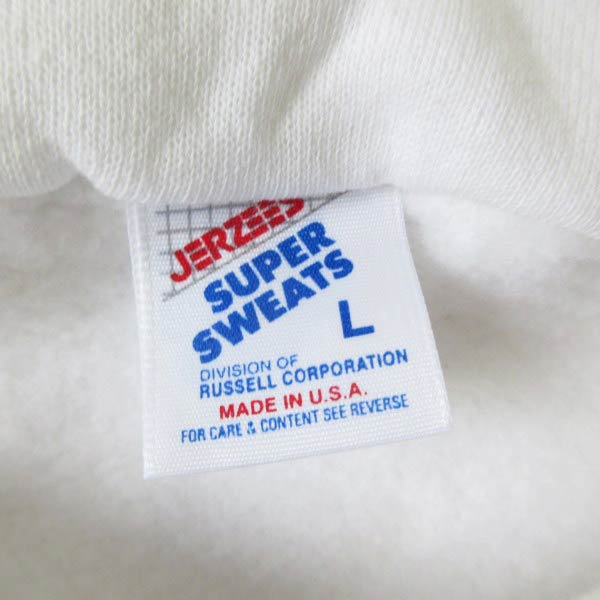 JERZEES
SUPER
SWEATS
L
DIVISION OF
RUSSELL CORPORATION
MADE IN U.S.A.
FOR CARE & CONTENT SEE REVERSE